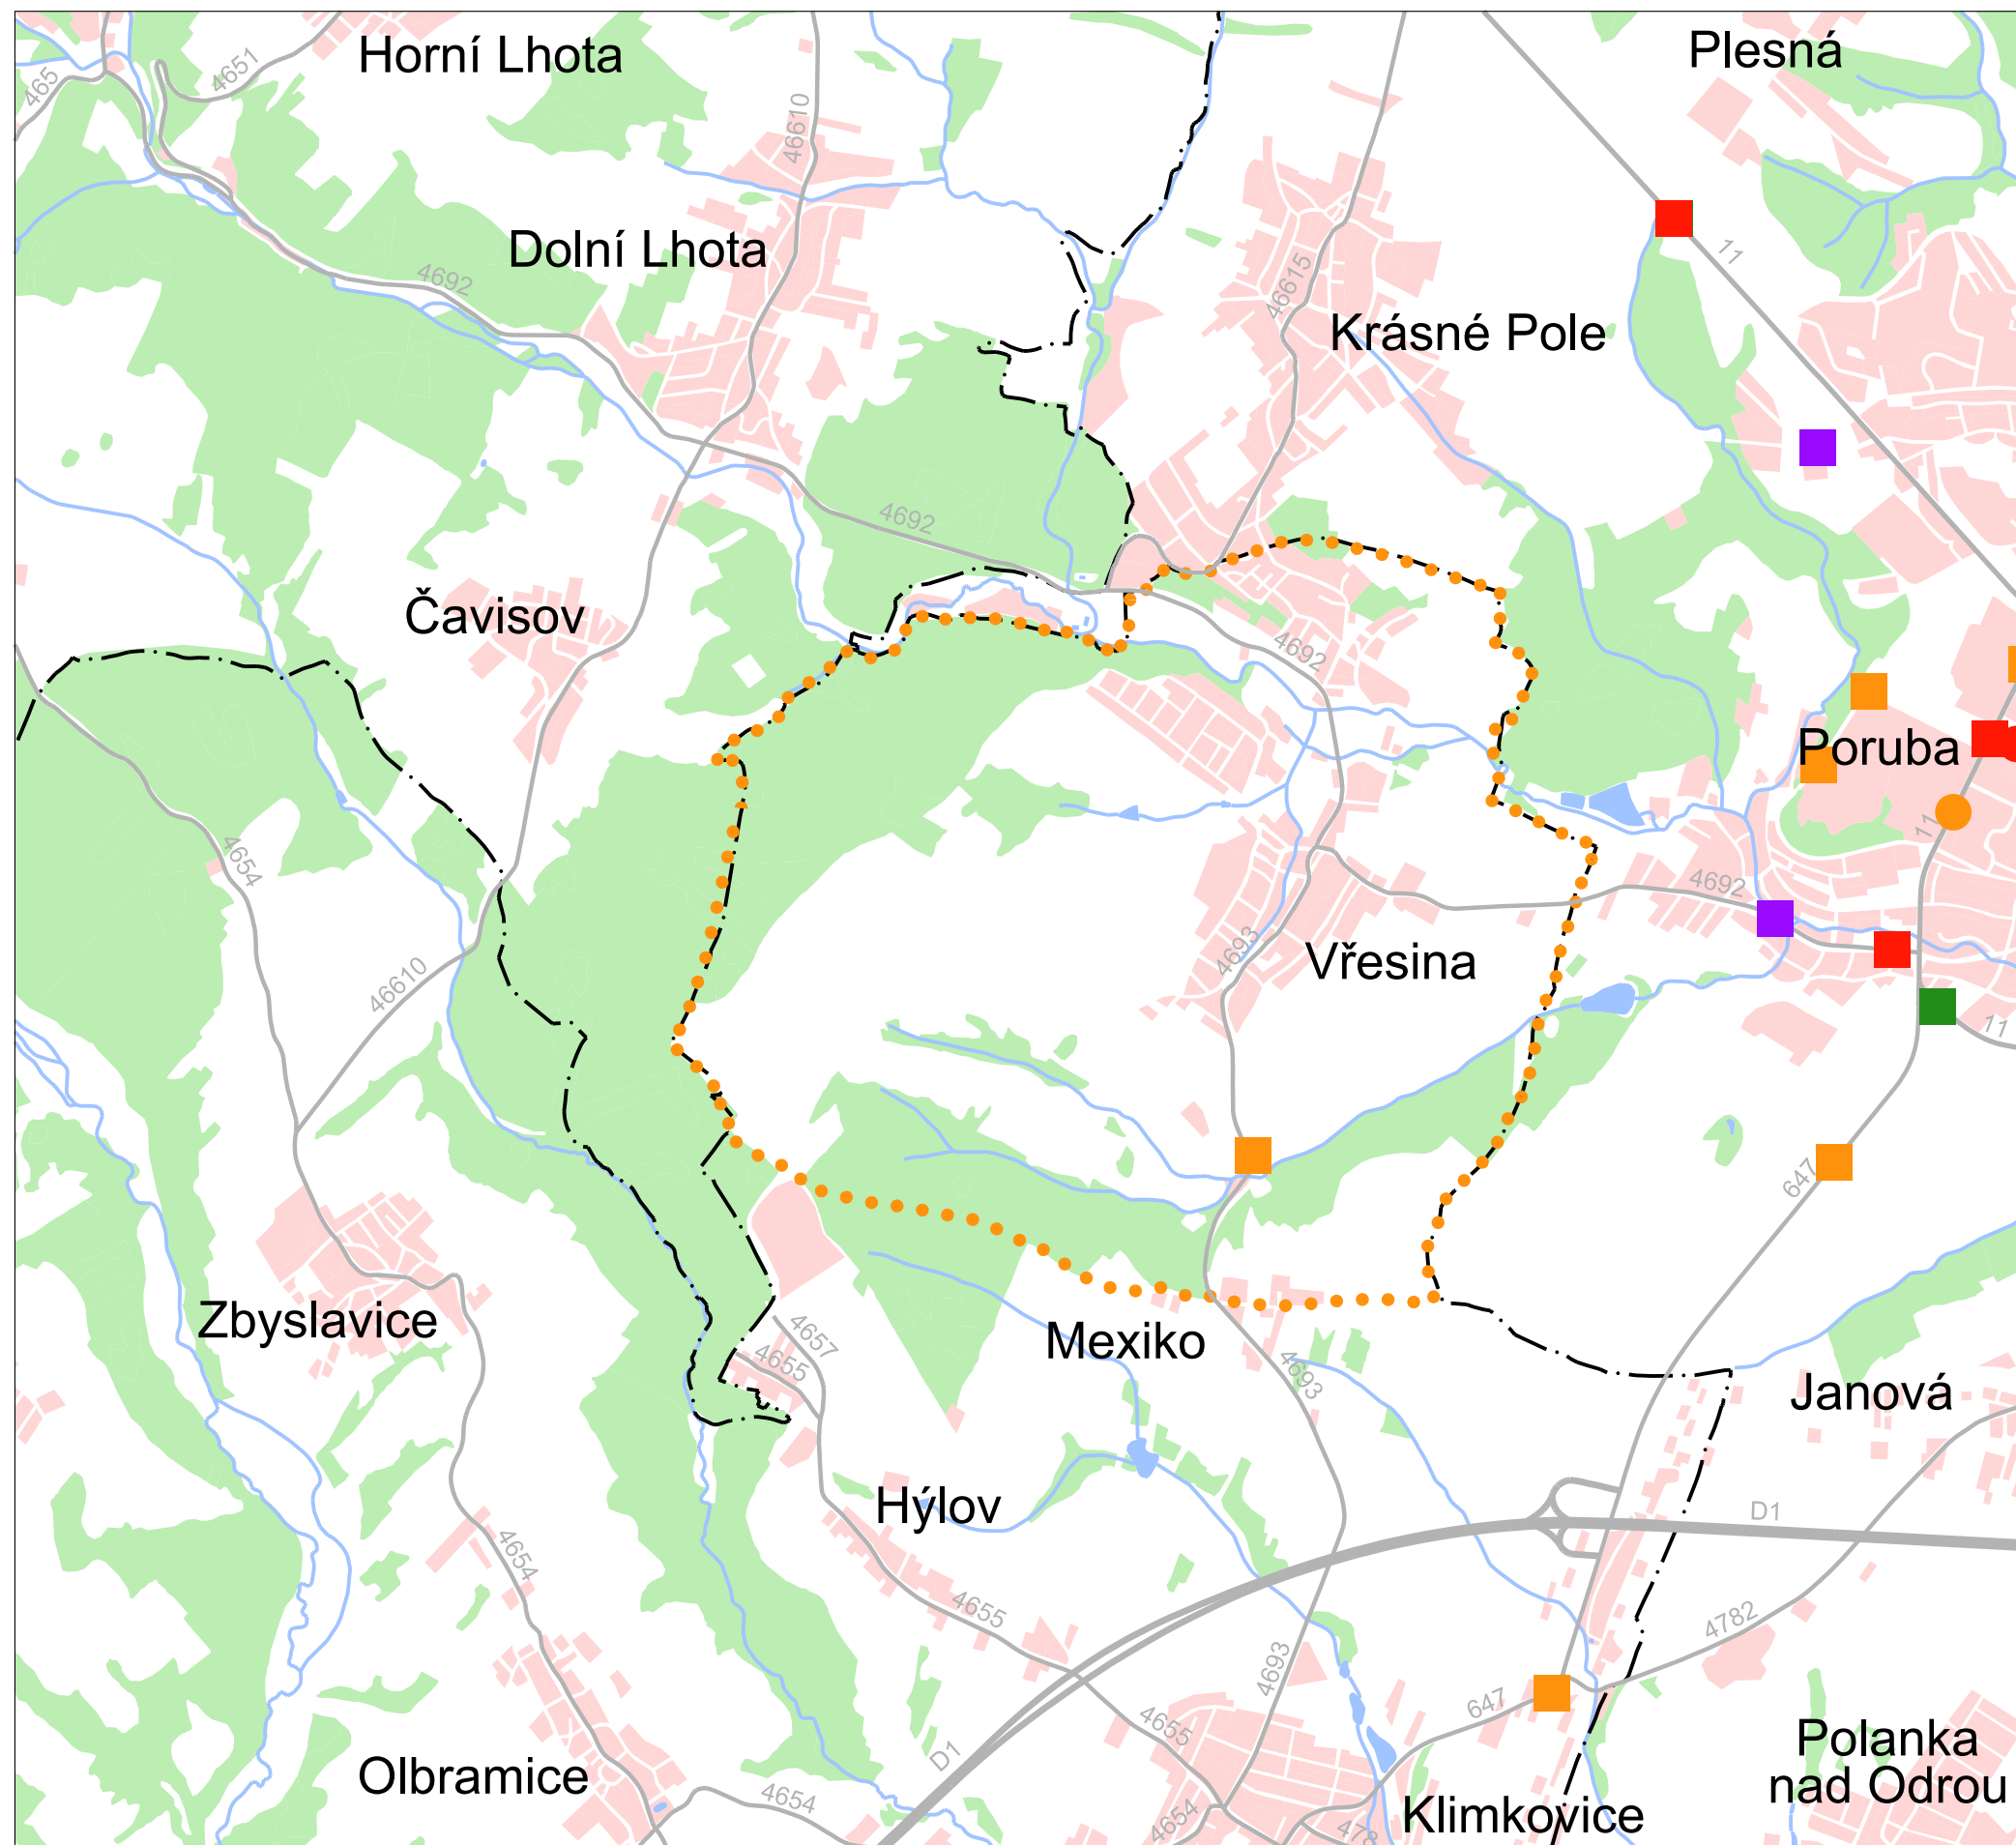 Horní Lhota
Plesná
465
4651
46610
11
Dolní Lhota
4692
46615
Krásné Pole
4692
Čavisov
4692
Poruba
11
4654
4692
46610
4693
Vřesina
11
647
Zbyslavice
4657
4655
Mexiko
4693
Janová
Hýlov
D1
4654
4655
4782
4693
647
4655
D1
Polanka
nad Odrou
Olbramice
4654
4654
478
Klimkovice